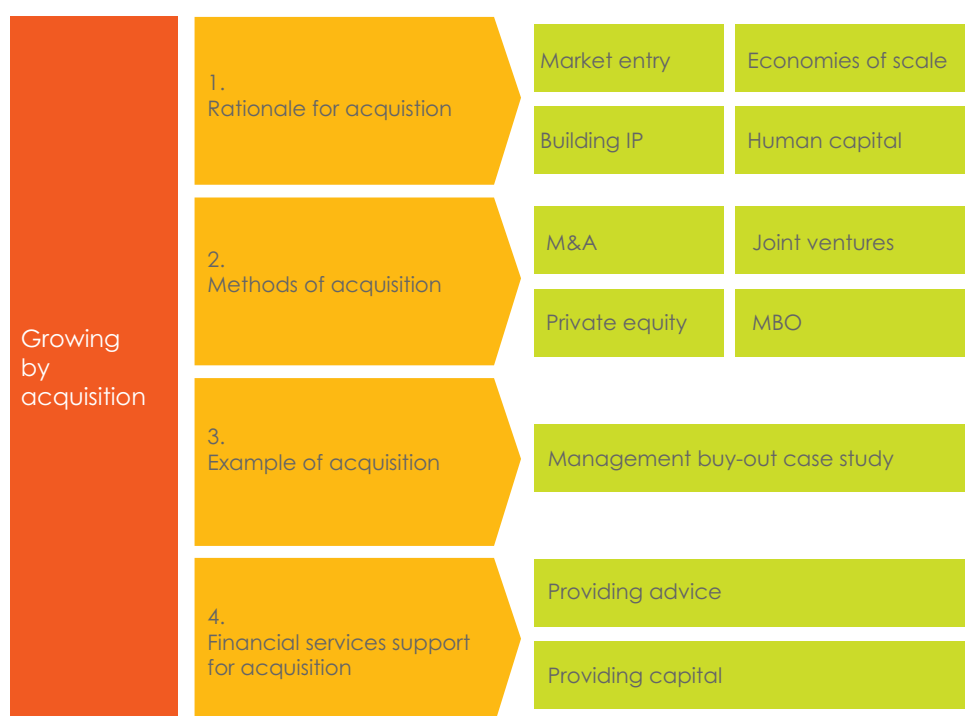 Growing
by
acquisition
1.
Rationale for acquistion
Market entry
Economies of scale
Building IP
Human capital
2.
Methods of acquisition
M&A
Joint ventures
Private equity
MBO
3.
Example of acquisition
Management buy-out case study
4.
Financial services support
for acquisition
Providing advice
Providing capital